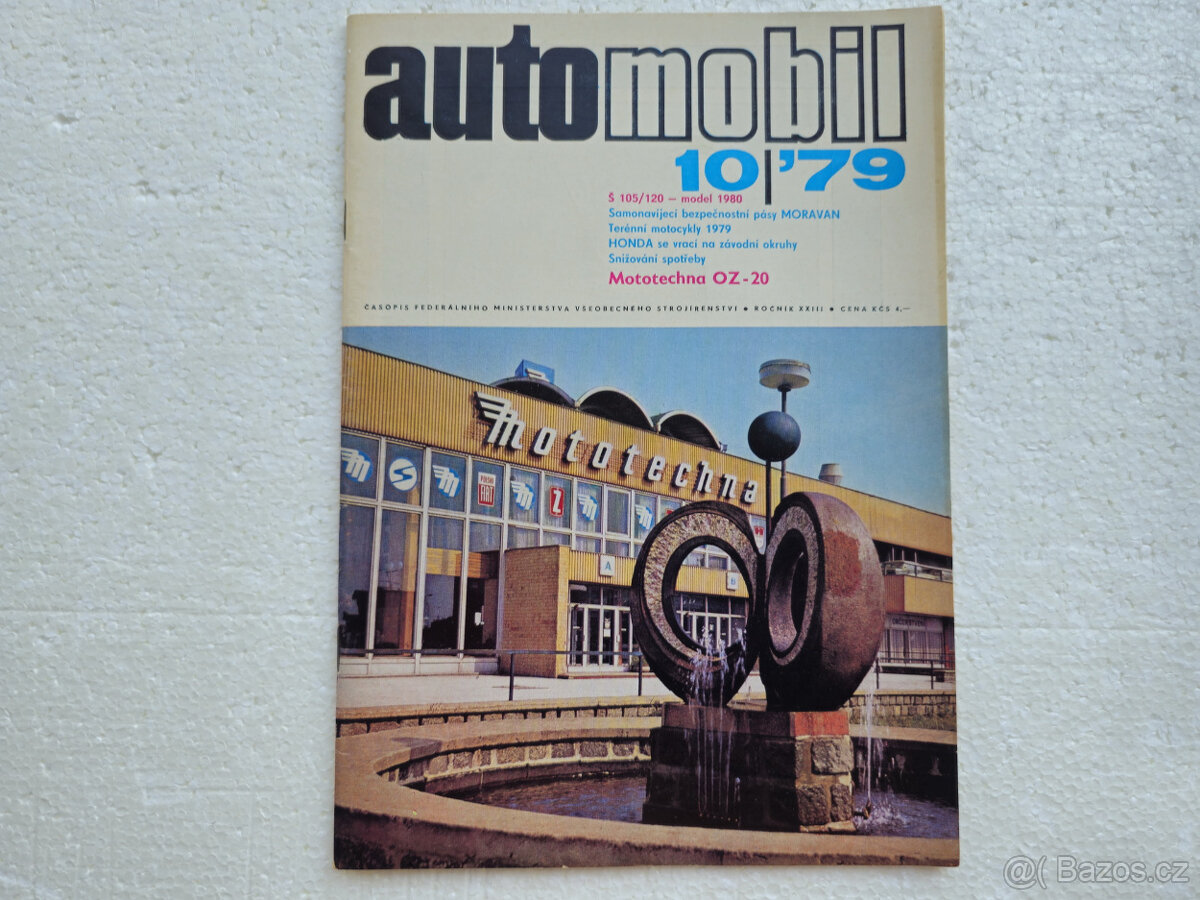 automobil
10|'79
Š 105/120 – model 1980
Samonavíjecí bezpečnostní pásy MORAVAN
Terénní motocykly 1979
HONDA se vrací na závodní okruhy
Snižování spotřeby
Mototechna OZ-20
ČASOPIS FEDERÁLNÍHO MINISTERSTVA VŠEOBECNÉHO STROJÍRENSTVÍ ● ROČNÍK XXIII ● CENA KČS 4,—
mototechna
POLSKI
FIAT
A
B
OBČERSTVENÍ
Bazos.cz